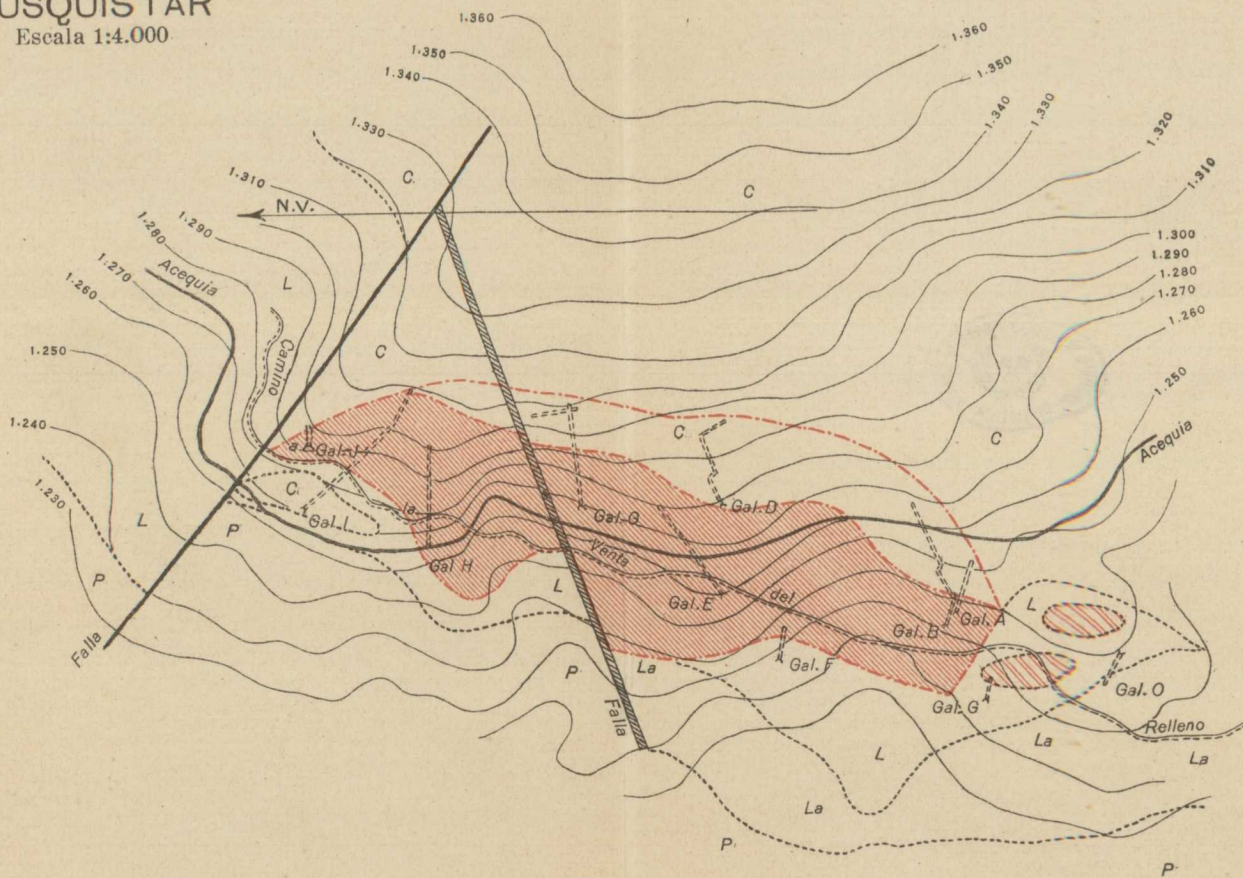 USQUISTAR
Escala 1:4.000
1.360
1.360
1.350
1.350
1.340
1.340
1.330
1.330
1.320
1.310
1.310
C.
C
N.V.
1.280
1.290
1.300
1.290
1.280
1.270
1.260
1.270
1.260
Acequia
L
Camino
C
1.250
1.250
1.240
1.230
a
Gal. J
C
C
Acequia
C.
Gal. I
la
Gal. G
Gal. D
L
P
Gal H
Venta
P
L
Gal. E
del
Gal. B
Gal. A
L
Falla
P.
La
Gal. F
Gal. G
Gal. O
Falla
Relleno
L
La
La
La
P.
P.